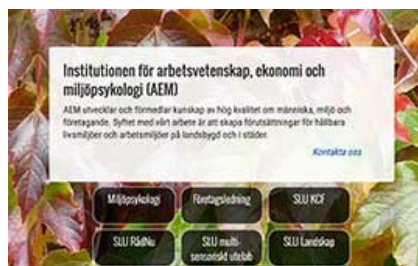 Institutionen för arbetsvetenskap, ekonomi och
miljöpsykologi (AEM)
AEM utvecklar och förmedlar kunskap av hög kvalitet om människa, miljö och
företagande. Syftet med vårt arbete är att skapa förutsättningar för hållbara
livsmiljöer och arbetsmiljöer på landsbygd och i städer.
Kontakta oss
Miljöpsykologi Företagsledning SLU KCF
SLU RådNu SLU multi- SLU Landskap
sensoriskt utelab